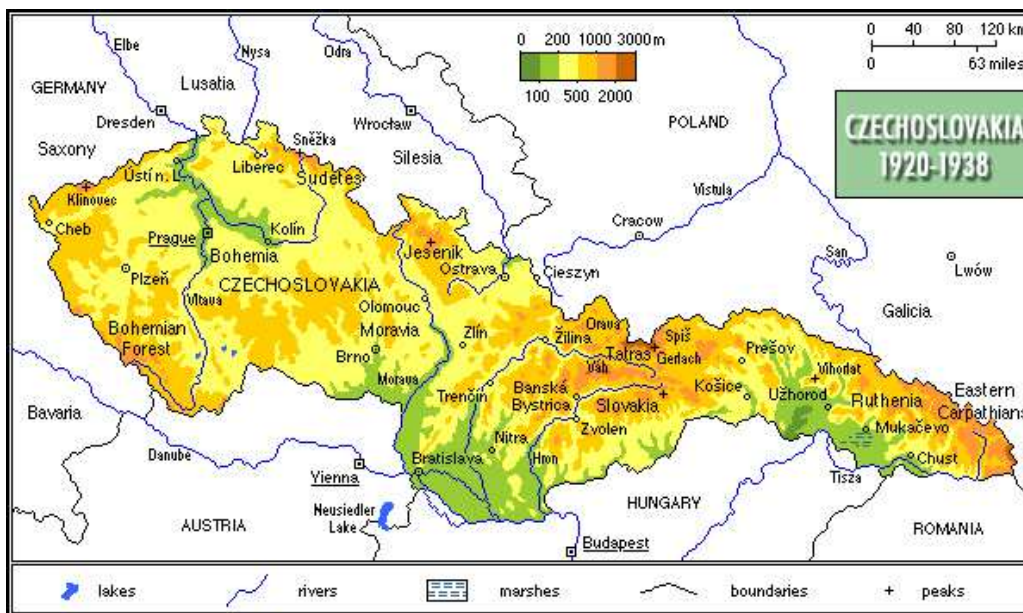 Elbe
Nysa
Odra
0 200 1000 3000 m
100 500 2000
0 40 80 120 km
0 63 miles
GERMANY
Lusatia
Dresden
Wrocław
POLAND
CZECHOSLOVAKIA
1920-1938
Saxony
Sněžka
Silesia
Liberec
Ústí n. L.
Sudetes
Klinovec
Vistula
Cheb
Kolín
Cracow
Prague
Bohemia
Jeseník
San
Lwów
Plzeň
CZECHOSLOVAKIA
Ostrava
Cieszyn
Vltava
Olomouc
Galicia
Bohemian
Forest
Moravia
Zlín
Orava
Spiš
Žilina
Tatras
Gerlach
Prešov
Brno
Váh
Vihodat
Morava
Trenčín
Banská
Bystrica
Slovakia
Košice
Užhorod
Ruthenia
Eastern
Carpathians
Bavaria
Zvolen
Mukačevo
Nitra
Hron
Danube
Bratislava
Chust
Vienna
Tisza
Neusiedler
Lake
HUNGARY
AUSTRIA
ROMANIA
Budapest
lakes rivers marshes boundaries peaks